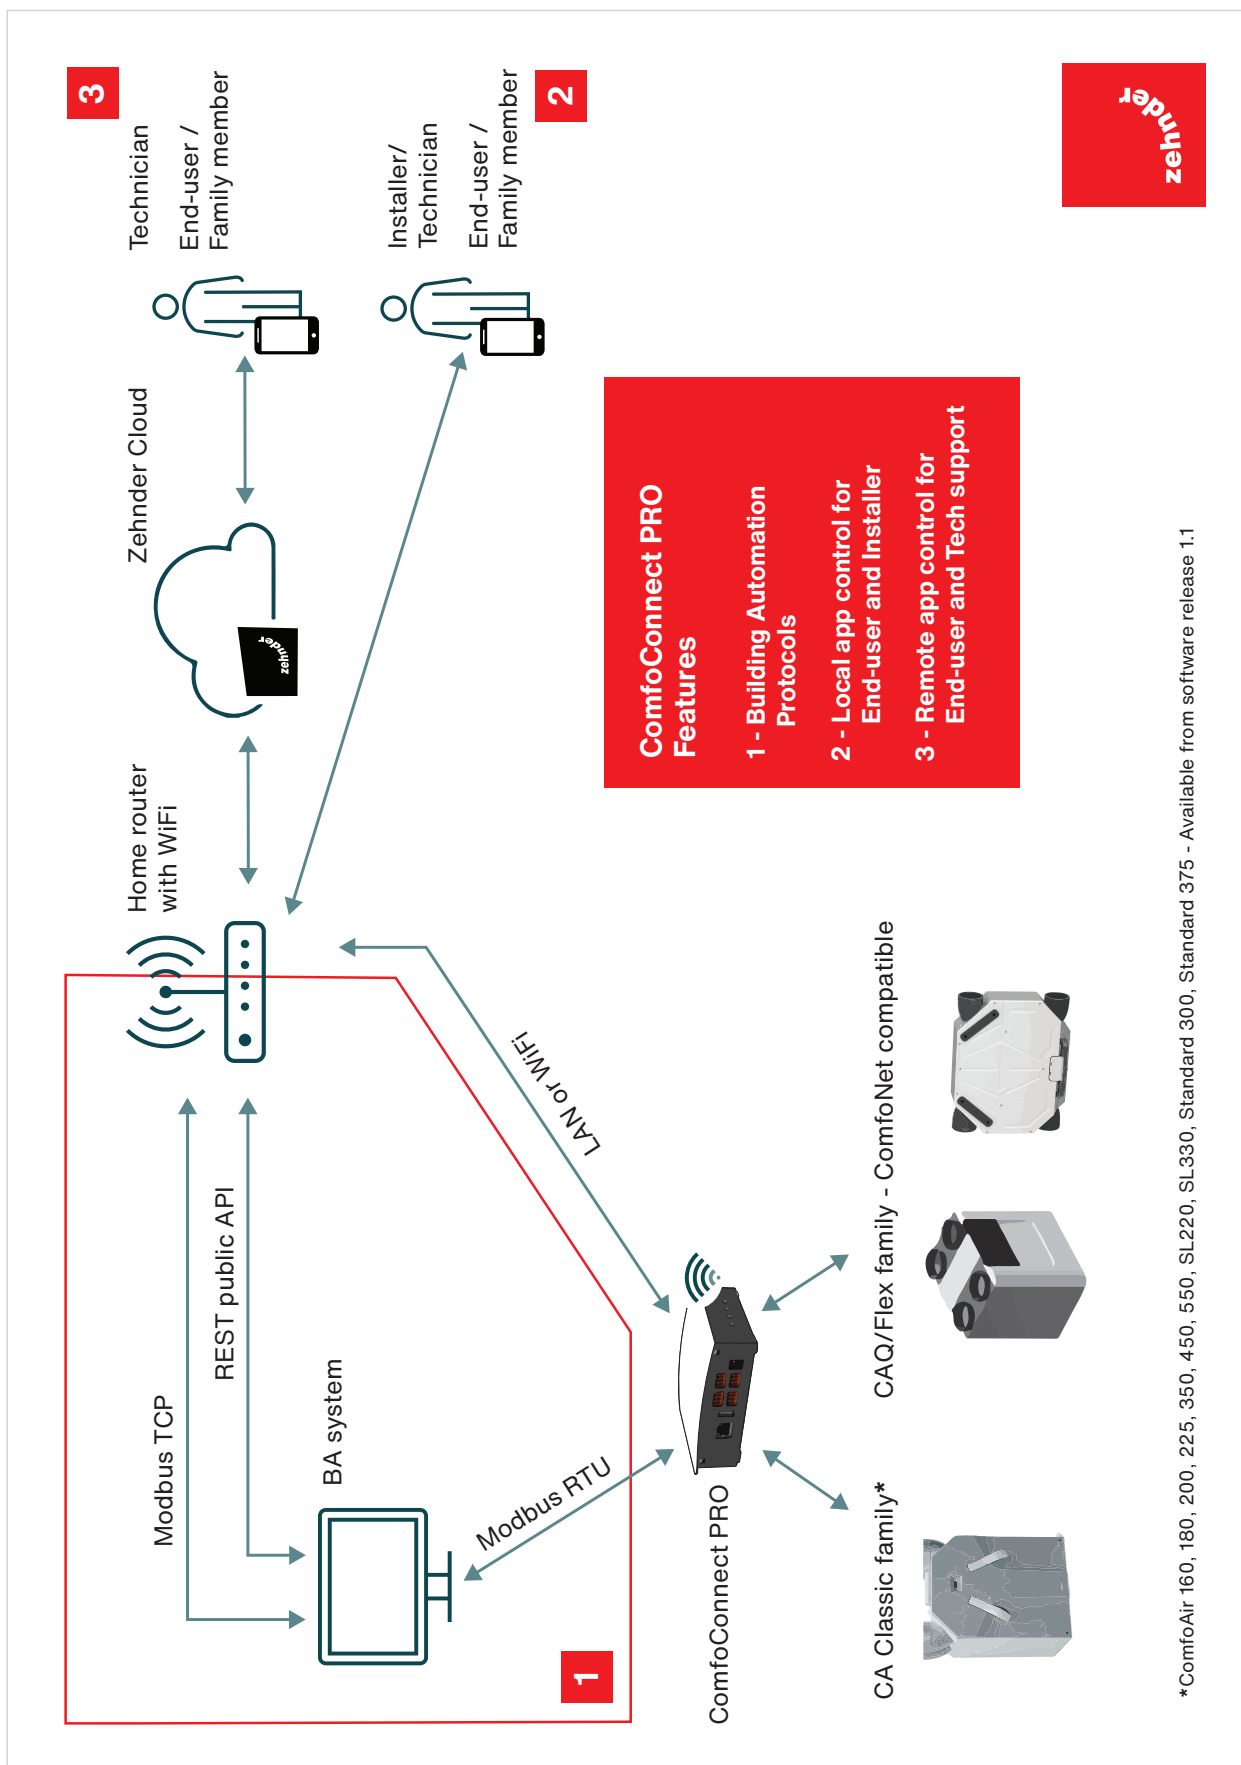 Modbus TCP
REST public API
BA system
1
Modbus RTU
LAN or WiFi
Home router
with WiFi
Zehnder Cloud
zehnder
3
Technician
End-user /
Family member
Installer/
Technician
End-user /
Family member
2
ComfoConnect PRO
CA Classic family*
CAQ/Flex family - ComfoNet compatible
ComfoConnect PRO
Features
1 - Building Automation
Protocols
2 - Local app control for
End-user and Installer
3 - Remote app control for
End-user and Tech support
zehnder
*ComfoAir 160, 180, 200, 225, 350, 450, 550, SL220, SL330, Standard 300, Standard 375 - Available from software release 1.1